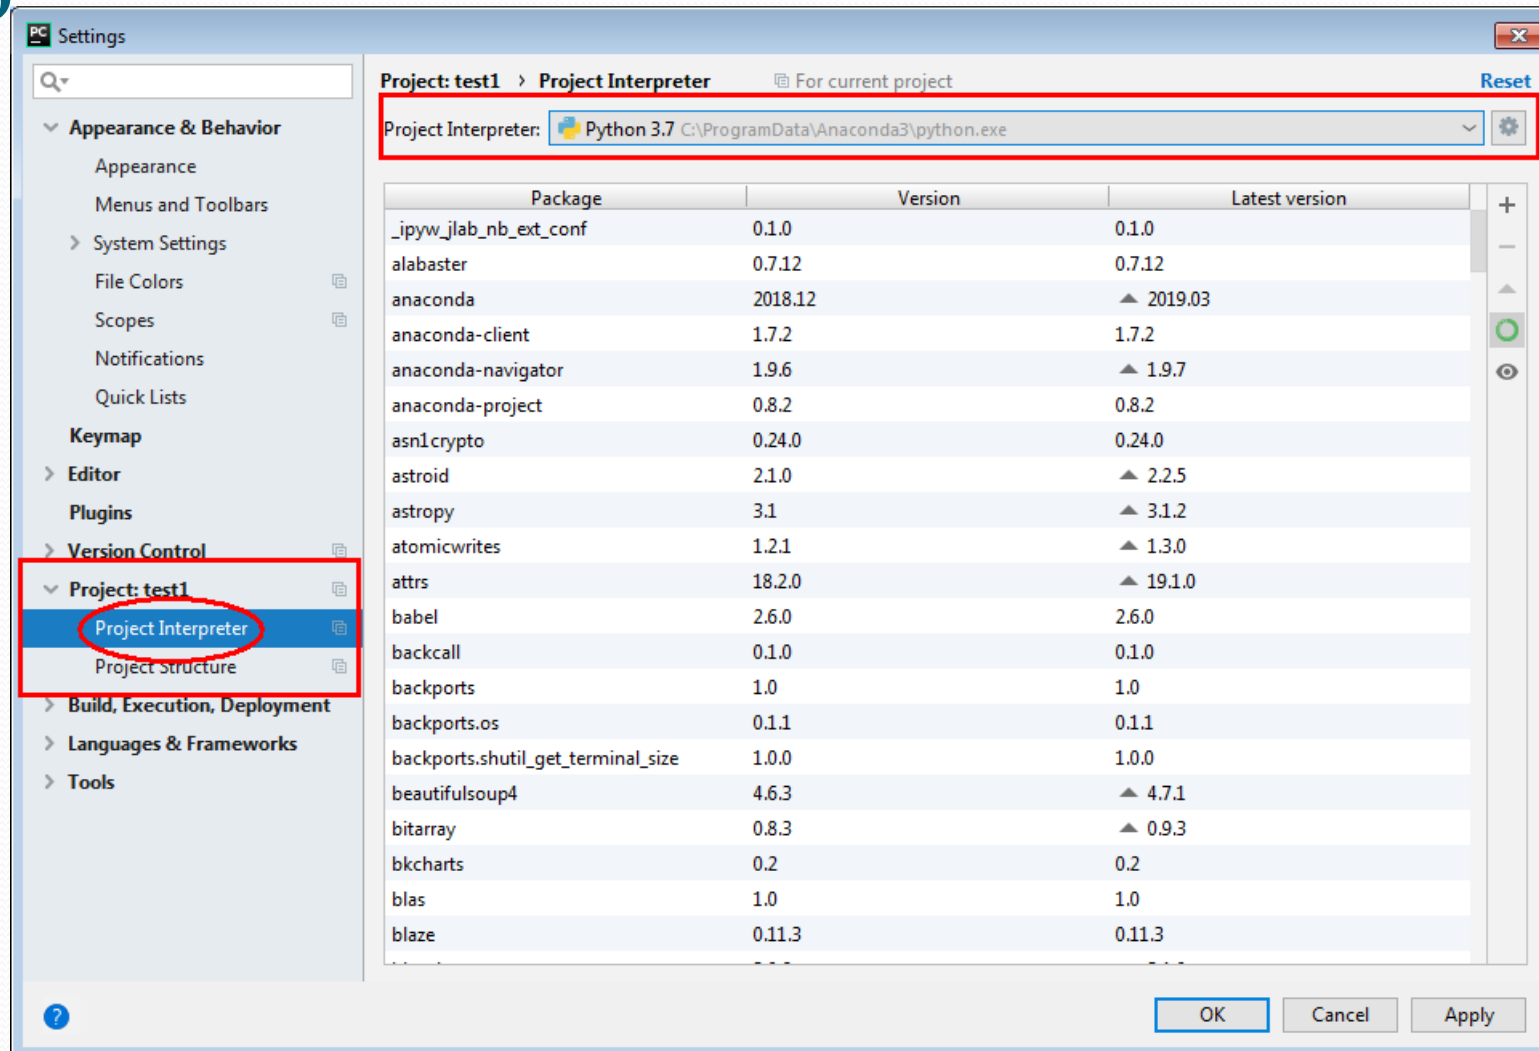 PC Settings
Project: test1 › Project Interpreter For current project Reset
Project Interpreter: Python 3.7 C:\ProgramData\Anaconda3\python.exe
Appearance & Behavior
Appearance
Menus and Toolbars
System Settings
File Colors
Scopes
Notifications
Quick Lists
Keymap
Editor
Plugins
Version Control
Project: test1
Project Interpreter
Project Structure
Build, Execution, Deployment
Languages & Frameworks
Tools
Package Version Latest version
_ipyw_jlab_nb_ext_conf 0.1.0 0.1.0
alabaster 0.7.12 0.7.12
anaconda 2018.12 2019.03
anaconda-client 1.7.2 1.7.2
anaconda-navigator 1.9.6 1.9.7
anaconda-project 0.8.2 0.8.2
asn1crypto 0.24.0 0.24.0
astroid 2.1.0 2.2.5
astropy 3.1 3.1.2
atomicwrites 1.2.1 1.3.0
attrs 18.2.0 19.1.0
babel 2.6.0 2.6.0
backcall 0.1.0 0.1.0
backports 1.0 1.0
backports.os 0.1.1 0.1.1
backports.shutil_get_terminal_size 1.0.0 1.0.0
beautifulsoup4 4.6.3 4.7.1
bitarray 0.8.3 0.9.3
bkcharts 0.2 0.2
blas 1.0 1.0
blaze 0.11.3 0.11.3
? OK Cancel Apply